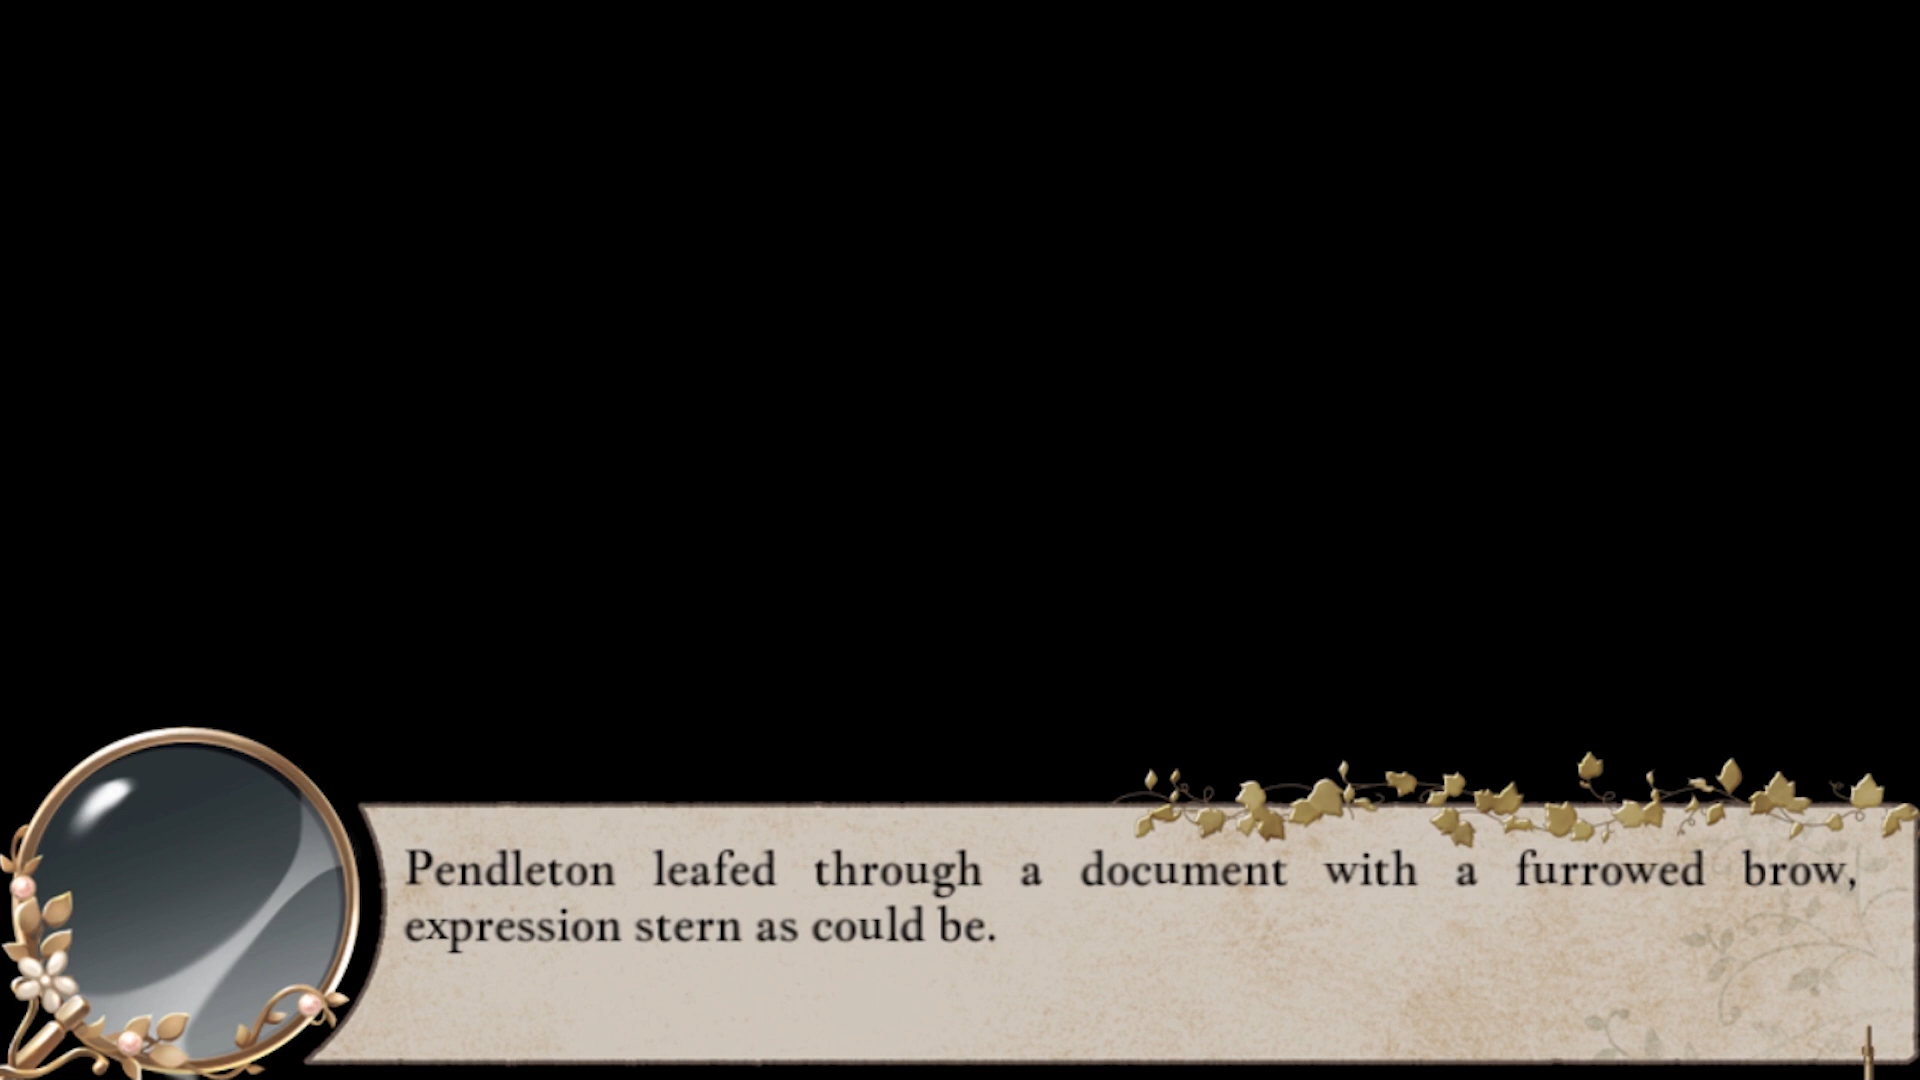 Pendleton leafed through a document with a furrowed brow,
expression stern as could be.